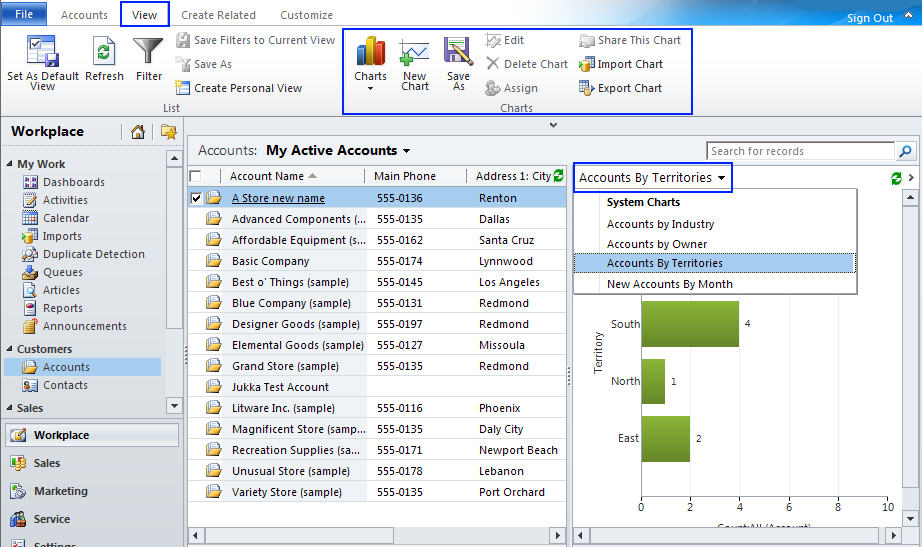 File Accounts View Create Related Customize Sign Out
Set As Default View
Refresh
Filter
Save Filters to Current View
Save As
Create Personal View
List
Charts
New Chart
Save As
Edit
Delete Chart
Assign
Share This Chart
Import Chart
Export Chart
Charts
Workplace
My Work
Dashboards
Activities
Calendar
Imports
Duplicate Detection
Queues
Articles
Reports
Announcements
Customers
Accounts
Contacts
Sales
Workplace
Sales
Marketing
Service
Settings
Accounts: My Active Accounts
Search for records
Account Name Main Phone Address 1: City
A Store new name 555-0136 Renton
Advanced Components (... 555-0135 Dallas
Affordable Equipment (s... 555-0162 Santa Cruz
Basic Company 555-0174 Lynnwood
Best o' Things (sample) 555-0145 Los Angeles
Blue Company (sample) 555-0131 Redmond
Designer Goods (sample) 555-0197 Redmond
Elemental Goods (sample) 555-0127 Missoula
Grand Store (sample) 555-0135 Redmond
Jukka Test Account
Litware Inc. (sample) 555-0116 Phoenix
Magnificent Store (sam... 555-0135 Daly City
Recreation Supplies (sa... 555-0171 Newport Beach
Unusual Store (sample) 555-0178 Lebanon
Variety Store (sample) 555-0135 Port Orchard
Accounts By Territories
System Charts
Accounts by Industry
Accounts by Owner
Accounts By Territories
New Accounts By Month
Territory
South 4
North 1
East 2
0 2 4 6 8 10
Count:All (Account)